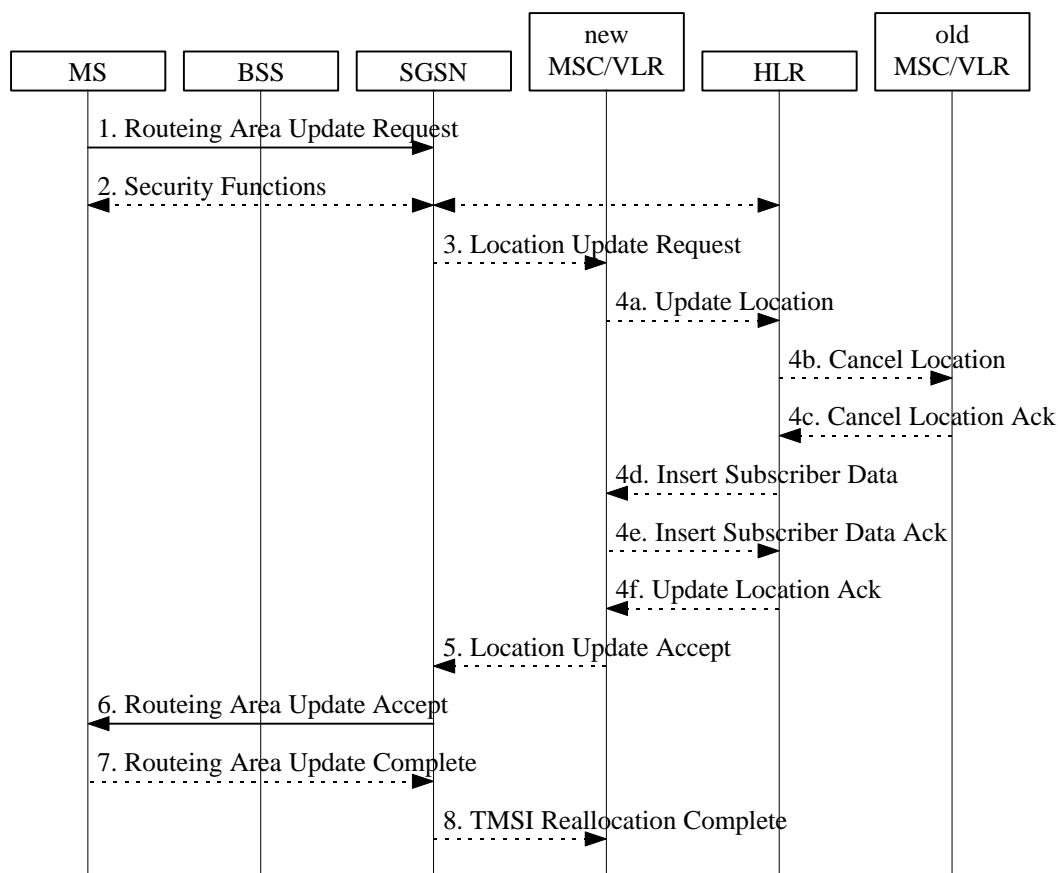 new
old
MS
BSS
SGSN
MSC/VLR
HLR
MSC/VLR
1. Routeing Area Update Request
2. Security Functions
3. Location Update Request
4a. Update Location
4b. Cancel Location
4c. Cancel Location Ack
4d. Insert Subscriber Data
4e. Insert Subscriber Data Ack
4f. Update Location Ack
5. Location Update Accept
6. Routeing Area Update Accept
7. Routeing Area Update Complete
8. TMSI Reallocation Complete